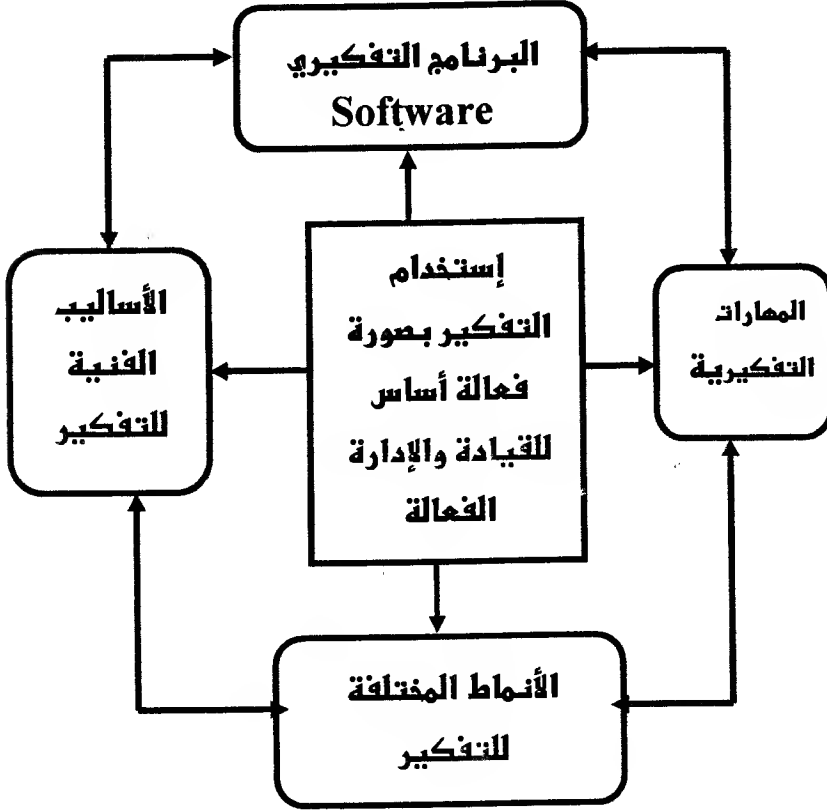 البرنامج التفكيري
Software
إستخدام
التفكير بصورة
فعالة أساس
للقيادة والإدارة
الفعالة
المهارات
التفكيرية
الأساليب
الفنية
للتفكير
الأنماط المختلفة
للتفكير